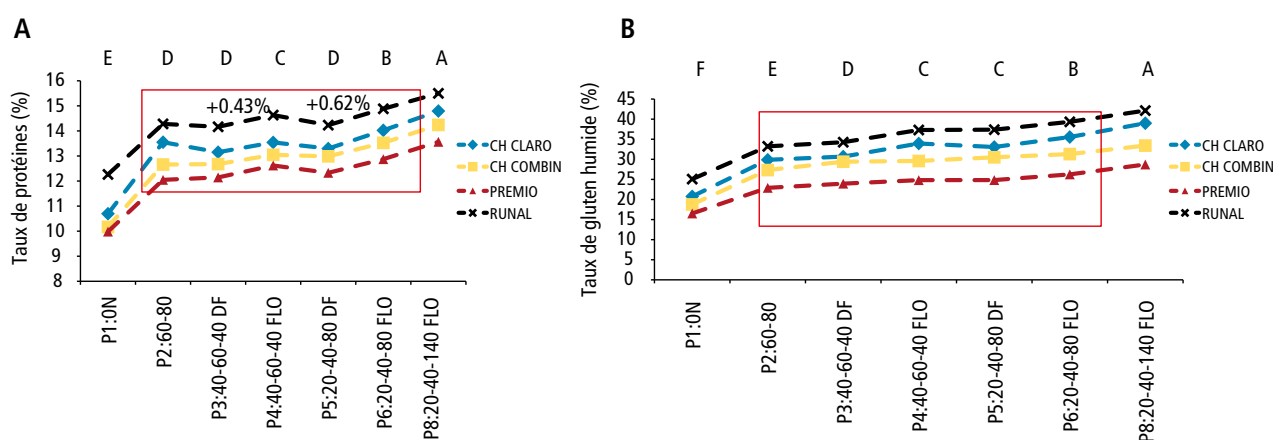 A
E D D C D B A
Taux de protéines (%)
16
15
14
13
12
11
10
9
8
+0.43%
+0.62%
CH CLARO
CH COMBIN
PREMIO
RUNAL
P1:0N
P2:60-80
P3:40-60-40 DF
P4:40-60-40 FLO
P5:20-40-80 DF
P6:20-40-80 FLO
P8:20-40-140 FLO
B
F E D C C B A
Taux de gluten humide (%)
45
40
35
30
25
20
15
10
5
0
CH CLARO
CH COMBIN
PREMIO
RUNAL
P1:0N
P2:60-80
P3:40-60-40 DF
P4:40-60-40 FLO
P5:20-40-80 DF
P6:20-40-80 FLO
P8:20-40-140 FLO